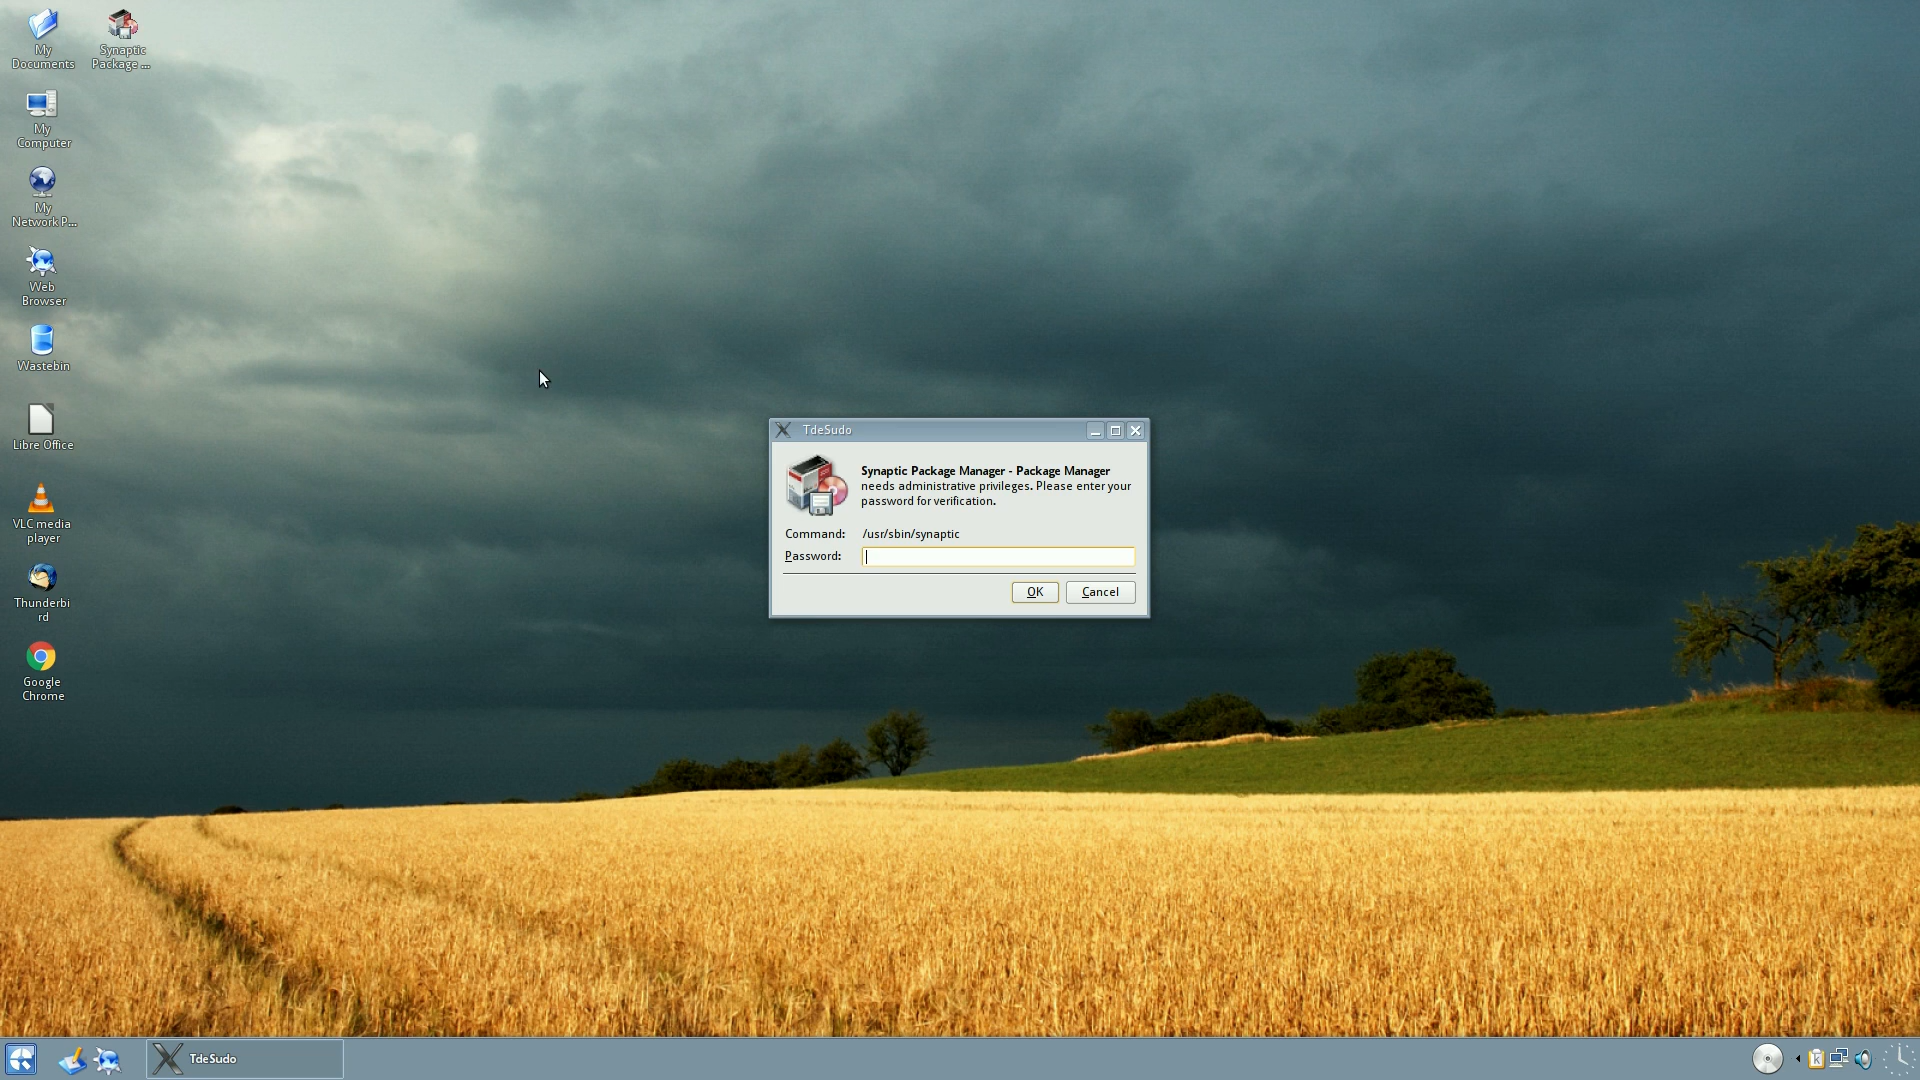 My
Documents
Synaptic
Package ...
My
Computer
My
Network P...
Web
Browser
Wastebin
Libre Office
VLC media
player
Thunderbi
rd
Google
Chrome
TdeSudo
Synaptic Package Manager - Package Manager
needs administrative privileges. Please enter your
password for verification.
Command: /usr/sbin/synaptic
Password:
OK Cancel
TdeSudo